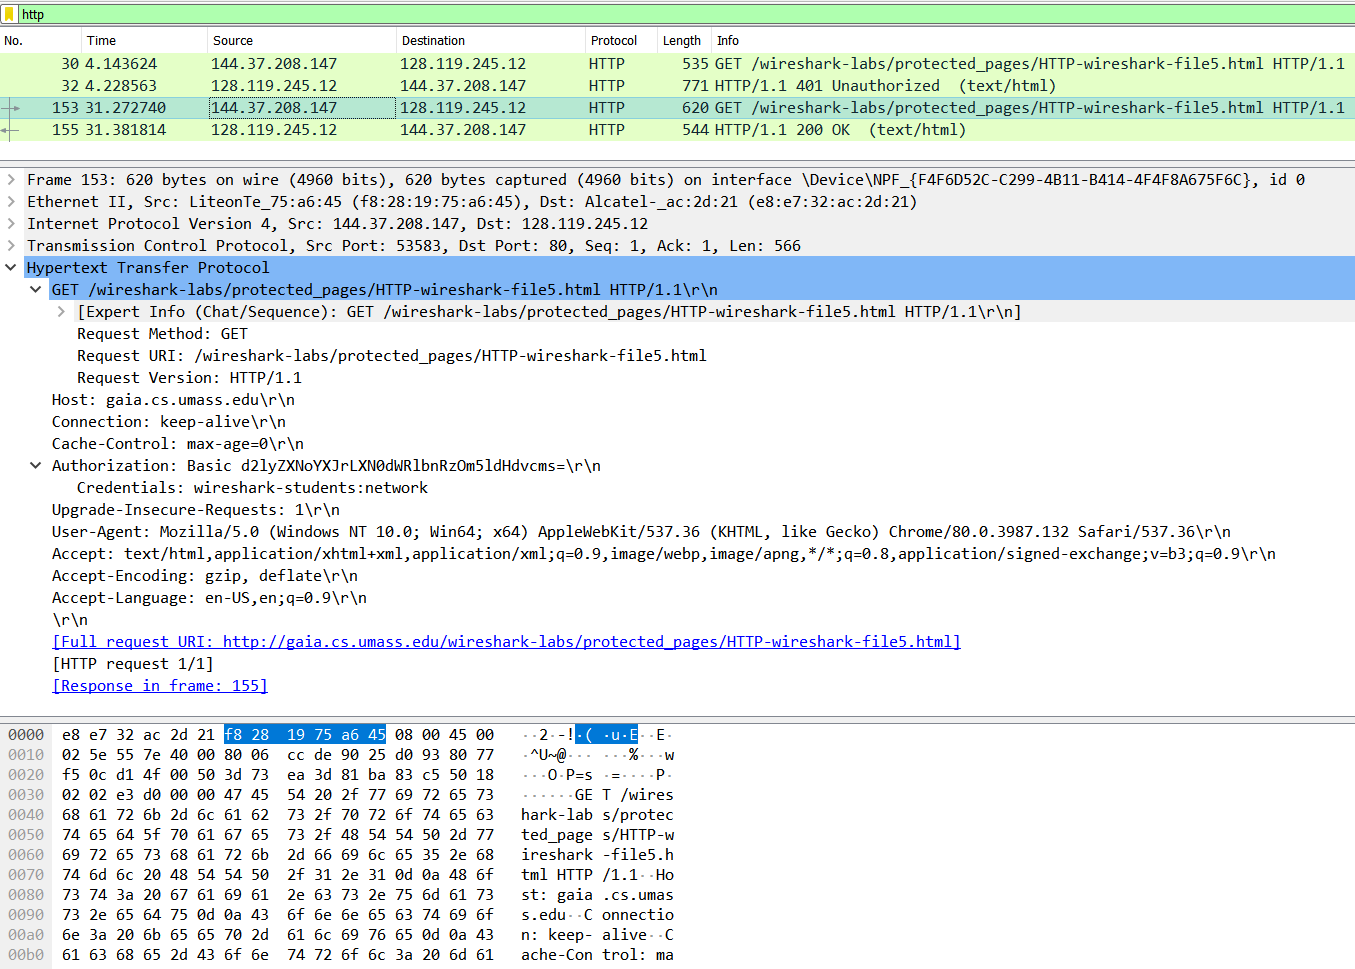 http
No. Time Source Destination Protocol Length Info
30 4.143624 144.37.208.147 128.119.245.12 HTTP 535 GET /wireshark-labs/protected_pages/HTTP-wireshark-file5.html HTTP/1.1
32 4.228563 128.119.245.12 144.37.208.147 HTTP 771 HTTP/1.1 401 Unauthorized  (text/html)
153 31.272740 144.37.208.147 128.119.245.12 HTTP 620 GET /wireshark-labs/protected_pages/HTTP-wireshark-file5.html HTTP/1.1
155 31.381814 128.119.245.12 144.37.208.147 HTTP 544 HTTP/1.1 200 OK  (text/html)
Frame 153: 620 bytes on wire (4960 bits), 620 bytes captured (4960 bits) on interface \Device\NPF_{F4F6D52C-C299-4B11-B414-4F4F8A675F6C}, id 0
Ethernet II, Src: LiteonTe_75:a6:45 (f8:28:19:75:a6:45), Dst: Alcatel-_ac:2d:21 (e8:e7:32:ac:2d:21)
Internet Protocol Version 4, Src: 144.37.208.147, Dst: 128.119.245.12
Transmission Control Protocol, Src Port: 53583, Dst Port: 80, Seq: 1, Ack: 1, Len: 566
Hypertext Transfer Protocol
GET /wireshark-labs/protected_pages/HTTP-wireshark-file5.html HTTP/1.1\r\n
[Expert Info (Chat/Sequence): GET /wireshark-labs/protected_pages/HTTP-wireshark-file5.html HTTP/1.1\r\n]
Request Method: GET
Request URI: /wireshark-labs/protected_pages/HTTP-wireshark-file5.html
Request Version: HTTP/1.1
Host: gaia.cs.umass.edu\r\n
Connection: keep-alive\r\n
Cache-Control: max-age=0\r\n
Authorization: Basic d2lyZXNoYXJrLXN0dWRlbnRzOm5ldHdvcms=\r\n
Credentials: wireshark-students:network
Upgrade-Insecure-Requests: 1\r\n
User-Agent: Mozilla/5.0 (Windows NT 10.0; Win64; x64) AppleWebKit/537.36 (KHTML, like Gecko) Chrome/80.0.3987.132 Safari/537.36\r\n
Accept: text/html,application/xhtml+xml,application/xml;q=0.9,image/webp,image/apng,*/*;q=0.8,application/signed-exchange;v=b3;q=0.9\r\n
Accept-Encoding: gzip, deflate\r\n
Accept-Language: en-US,en;q=0.9\r\n
\r\n
[Full request URI: http://gaia.cs.umass.edu/wireshark-labs/protected_pages/HTTP-wireshark-file5.html]
[HTTP request 1/1]
[Response in frame: 155]
0000 e8 e7 32 ac 2d 21 f8 28 19 75 a6 45 08 00 45 00 ··2·-!·( ·u·E··E·
0010 02 5e 55 7e 40 00 80 06 cc de 90 25 d0 93 80 77 ·^U~@··· ···%···w
0020 f5 0c d1 4f 00 50 3d 73 ea 3d 81 ba 83 c5 50 18 ···O·P=s ·=····P·
0030 02 02 e3 d0 00 00 47 45 54 20 2f 77 69 72 65 73 ······GE T /wires
0040 68 61 72 6b 2d 6c 61 62 73 2f 70 72 6f 74 65 63 hark-lab s/protec
0050 74 65 64 5f 70 61 67 65 73 2f 48 54 54 50 2d 77 ted_page s/HTTP-w
0060 69 72 65 73 68 61 72 6b 2d 66 69 6c 65 35 2e 68 ireshark -file5.h
0070 74 6d 6c 20 48 54 54 50 2f 31 2e 31 0d 0a 48 6f tml HTTP /1.1··Ho
0080 73 74 3a 20 67 61 69 61 2e 63 73 2e 75 6d 61 73 st: gaia .cs.umas
0090 73 2e 65 64 75 0d 0a 43 6f 6e 6e 65 63 74 69 6f s.edu··C onnectio
00a0 6e 3a 20 6b 65 65 70 2d 61 6c 69 76 65 0d 0a 43 n: keep- alive··C
00b0 61 63 68 65 2d 43 6f 6e 74 72 6f 6c 3a 20 6d 61 ache-Con trol: ma